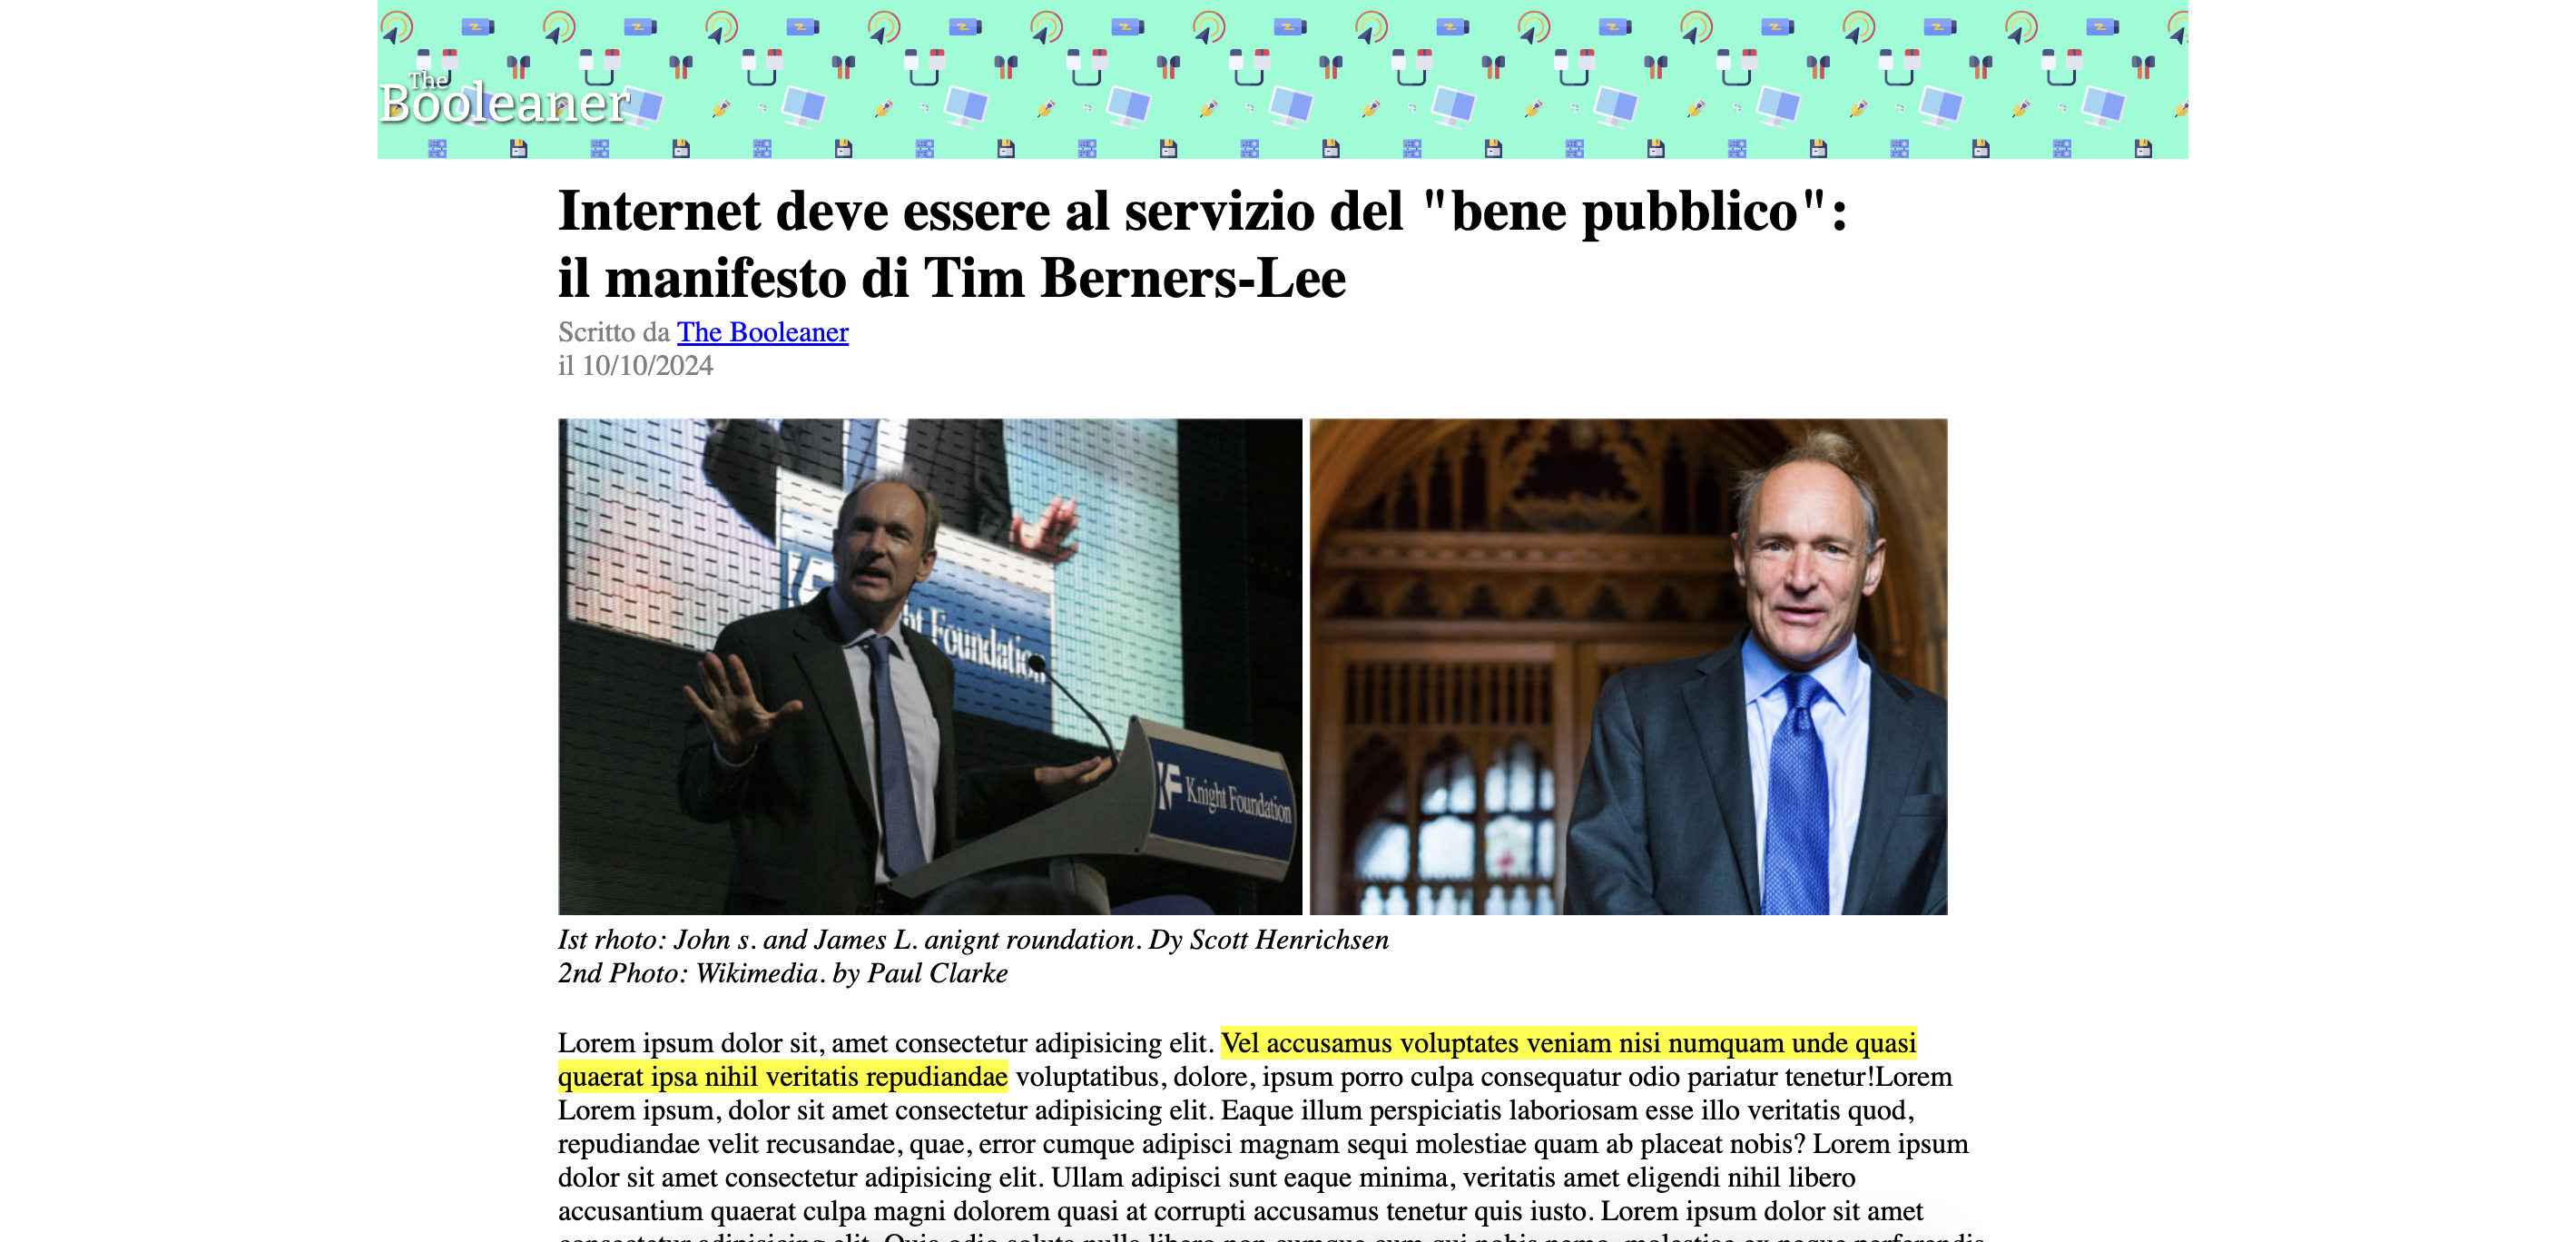 The
Booleaner
Internet deve essere al servizio del "bene pubblico":
il manifesto di Tim Berners-Lee
Scritto da The Booleaner
il 10/10/2024
ht Foundation
Knight Foundation
Ist rhoto: John s. and James L. anignt roundation. Dy Scott Henrichsen
2nd Photo: Wikimedia. by Paul Clarke
Lorem ipsum dolor sit, amet consectetur adipisicing elit. Vel accusamus voluptates veniam nisi numquam unde quasi
quaerat ipsa nihil veritatis repudiandae voluptatibus, dolore, ipsum porro culpa consequatur odio pariatur tenetur!Lorem
Lorem ipsum, dolor sit amet consectetur adipisicing elit. Eaque illum perspiciatis laboriosam esse illo veritatis quod,
repudiandae velit recusandae, quae, error cumque adipisci magnam sequi molestiae quam ab placeat nobis? Lorem ipsum
dolor sit amet consectetur adipisicing elit. Ullam adipisci sunt eaque minima, veritatis amet eligendi nihil libero
accusantium quaerat culpa magni dolorem quasi at corrupti accusamus tenetur quis iusto. Lorem ipsum dolor sit amet